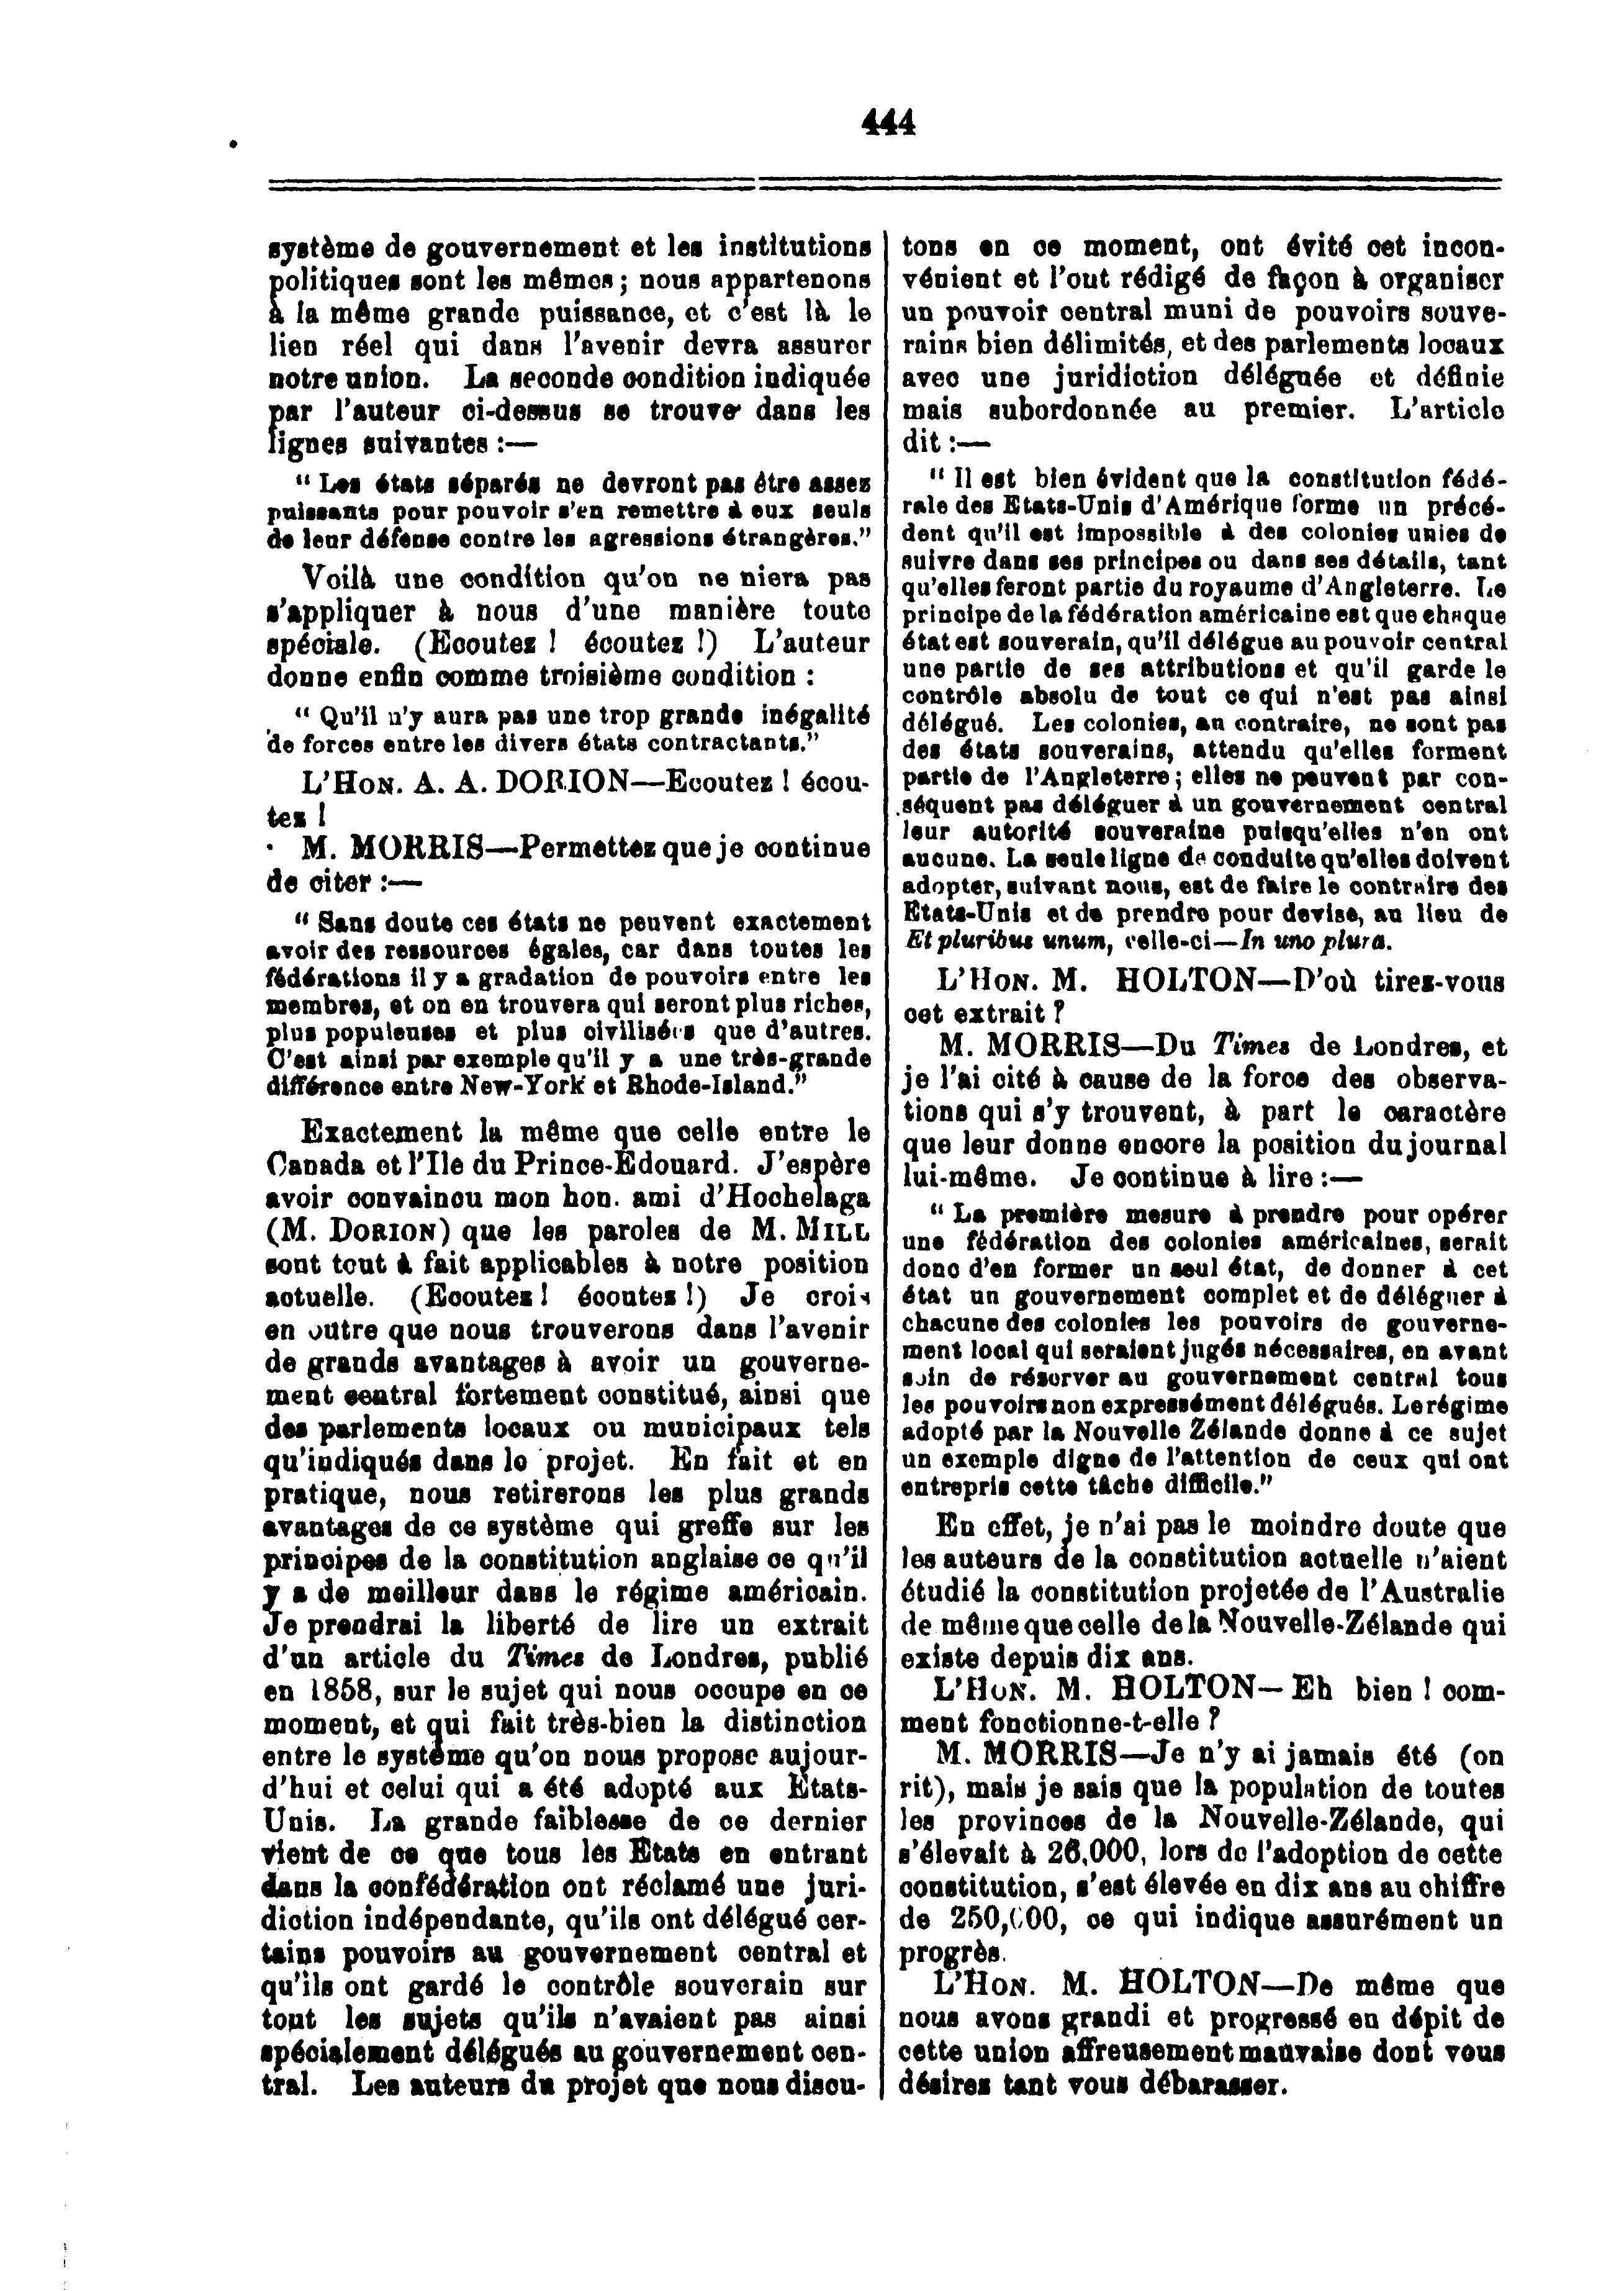 444
système de gouvernement et les institutions
politiques sont les mêmes ; nous appartenons
à la même grande puissance, et c'est là le
lien réel qui dans l'avenir devra assurer
notre union. La seconde condition indiquée
par l'auteur ci-dessus se trouve dans les
lignes suivantes :—
" Les états séparés ne devront pas être assez
puissants pour pouvoir s'en remettre à eux seuls
de leur défense contre les agressions étrangères."
Voilà une condition qu'on ne niera pas
s'appliquer à nous d'une manière toute
spéciale. (Ecoutez ! écoutez !) L'auteur
donne enfin comme troisième condition :
" Qu'il n'y aura pas une trop grande inégalité
de forces entre les divers états contractants."
L'HON. A. A. DORION—Ecoutez ! écou-
tez !
M. MORRIS—Permettez que je continue
de citer :—
" Sans doute ces états ne peuvent exactement
avoir des ressources égales, car dans toutes les
fédérations il y a gradation de pouvoirs entre les
membres, et on en trouvera qui seront plus riches,
plus populeuses et plus civilisées que d'autres.
C'est ainsi par exemple qu'il y a une très-grande
différence entre New-York et Rhode-Island."
Exactement la même que celle entre le
Canada et l'Ile du Prince-Edouard. J'espère
avoir convaincu mon hon. ami d'Hochelaga
(M. DORION) que les paroles de M. MILL
sont tout à fait applicables à notre position
actuelle. (Ecoutez ! écoutez !) Je crois
en outre que nous trouverons dans l'avenir
de grands avantages à avoir un gouverne-
ment central fortement constitué, ainsi que
des parlements locaux ou municipaux tels
qu'indiqués dans le projet. En fait et en
pratique, nous retirerons les plus grands
avantages de ce système qui greffe sur les
principes de la constitution anglaise ce qu'il
y a de meilleur dans le régime américain.
Je prendrai la liberté de lire un extrait
d'un article du Times de Londres, publié
en 1858, sur le sujet qui nous occupe en ce
moment, et qui fait très-bien la distinction
entre le système qu'on nous propose aujour-
d'hui et celui qui a été adopté aux Etats-
Unis. La grande faiblesse de ce dernier
vient de ce que tous les Etats en entrant
dans la confédération ont réclamé une juri-
diction indépendante, qu'ils ont délégué cer-
tains pouvoirs au gouvernement central et
qu'ils ont gardé le contrôle souverain sur
tout les sujets qu'ils n'avaient pas ainsi
spécialement délégués au gouvernement cen-
tral. Les auteurs du projet que nous discu-
tons en ce moment, ont évité cet incon-
vénient et l'out rédigé de façon à organiser
un pouvoir central muni de pouvoirs souve-
rains bien délimités, et des parlements locaux
avec une juridiction déléguée et définie
mais subordonnée au premier. L'article
dit :—
" Il est bien évident que la constitution fédé-
rale des Etats-Unis d'Amérique forme un précé-
dent qu'il est impossible à des colonies unies de
suivre dans ses principes ou dans ses détails, tant
qu'elles feront partie du royaume d'Angleterre. Le
principe de la fédération américaine est que chaque
état est souverain, qu'il délégue au pouvoir central
une partie de ses attributions et qu'il garde le
contrôle absolu de tout ce qui n'est pas ainsi
délégué. Les colonies, au contraire, ne sont pas
des états souverains, attendu qu'elles forment
partie de l'Angleterre ; elles ne peuvent par con-
séquent pas déléguer à un gouvernement central
leur autorité souveraine puisqu'elles n'en ont
aucune. La seule ligne de conduite qu'elles doivent
adopter, suivant nous, est de faire le contraire des
Etats-Unis et de prendre pour devise, au lieu de
Et pluribus unum, celle-ci—In uno plura.
L'HON. M. HOLTON—D'où tirez-vous
cet extrait ?
M. MORRIS—Du Times de Londres, et
je l'ai cité à cause de la force des observa-
tions qui s'y trouvent, à part le caractère
que leur donne encore la position du journal
lui-même. Je continue à lire :—
" La première mesure à prendre pour opérer
une fédération des colonies américaines, serait
donc d'en former un seul état, de donner à cet
état un gouvernement complet et de déléguer à
chacune des colonies les pouvoirs de gouverne-
ment local qui seraient jugés nécessaires, en ayant
soin de réserver au gouvernement central tous
les pouvoirs non expressément délégués. Le régime
adopté par la Nouvelle Zélande donne à ce sujet
un exemple digne de l'attention de ceux qui ont
entrepris cette tâche difficile."
En effet, je n'ai pas le moindre doute que
les auteurs de la constitution actuelle n'aient
étudié la constitution projetée de l'Australie
de même que celle de la Nouvelle-Zélande qui
existe depuis dix ans.
L'HON. M. HOLTON—Eh bien ! com-
ment fonctionne-t-elle ?
M. MORRIS—Je n'y ai jamais été (on
rit), mais je sais que la population de toutes
les provinces de la Nouvelle-Zélande, qui
s'élevait à 26,000, lors de l'adoption de cette
constitution, s'est élevée en dix ans au chiffre
de 250,000, ce qui indique assurément un
progrès.
L'HON. M. HOLTON—De même que
nous avons grandi et progressé en dépit de
cette union affreusement mauvaise dont vous
désirez tant vous débarasser.